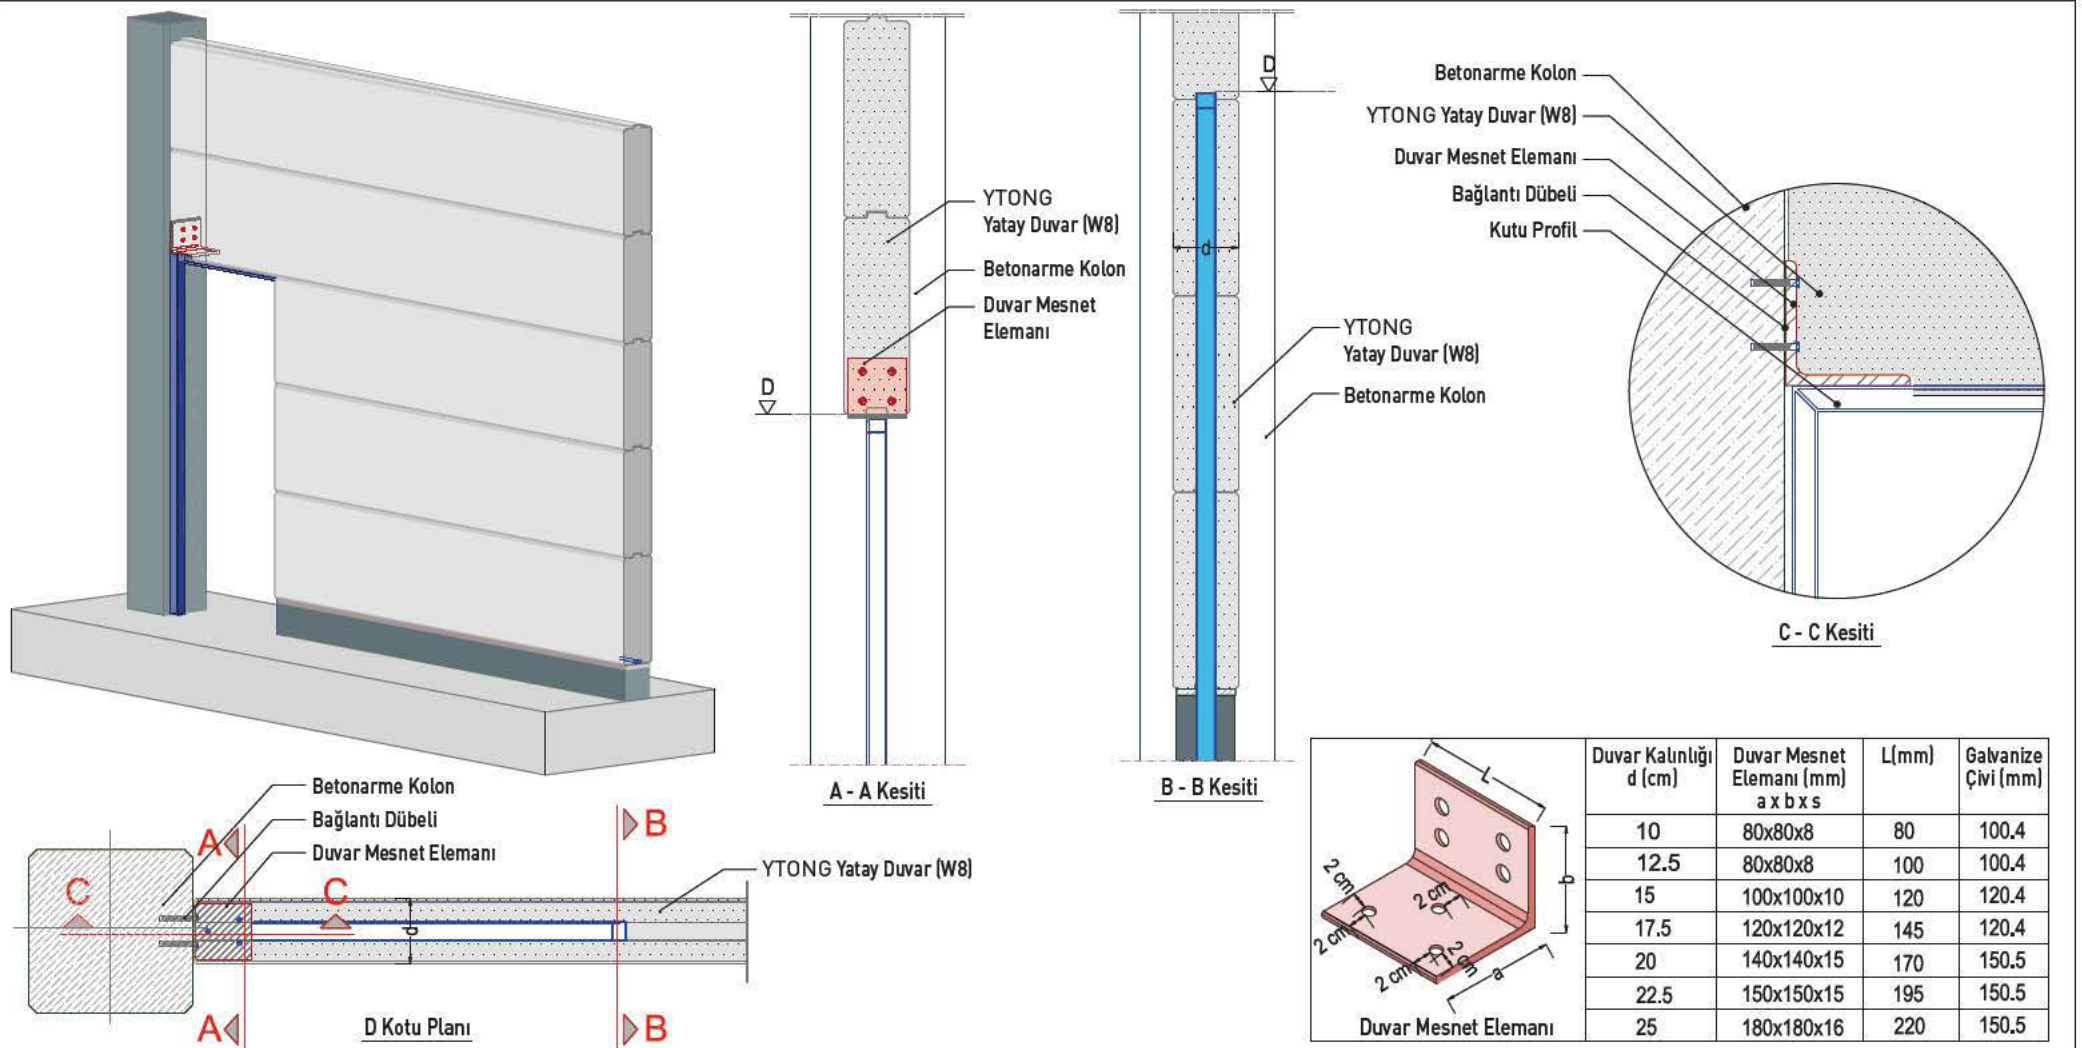 D
YTONG
Yatay Duvar (W8)
Betonarme Kolon
Duvar Mesnet
Elemanı
A - A Kesiti
D
d
YTONG
Yatay Duvar (W8)
Betonarme Kolon
B - B Kesiti
Betonarme Kolon
YTONG Yatay Duvar (W8)
Duvar Mesnet Elemanı
Bağlantı Dübeli
Kutu Profil
C - C Kesiti
Betonarme Kolon
Bağlantı Dübeli
Duvar Mesnet Elemanı
YTONG Yatay Duvar (W8)
A
B
C
C
d
A
B
D Kotu Planı
L
b
a
2 cm
2 cm
2 cm
2 cm
2 cm
Duvar Mesnet Elemanı
Duvar Kalınlığı Duvar Mesnet L(mm) Galvanize
d (cm) Elemanı (mm) Çivi (mm)
a x b x s
10 80x80x8 80 100.4
12.5 80x80x8 100 100.4
15 100x100x10 120 120.4
17.5 120x120x12 145 120.4
20 140x140x15 170 150.5
22.5 150x150x15 195 150.5
25 180x180x16 220 150.5